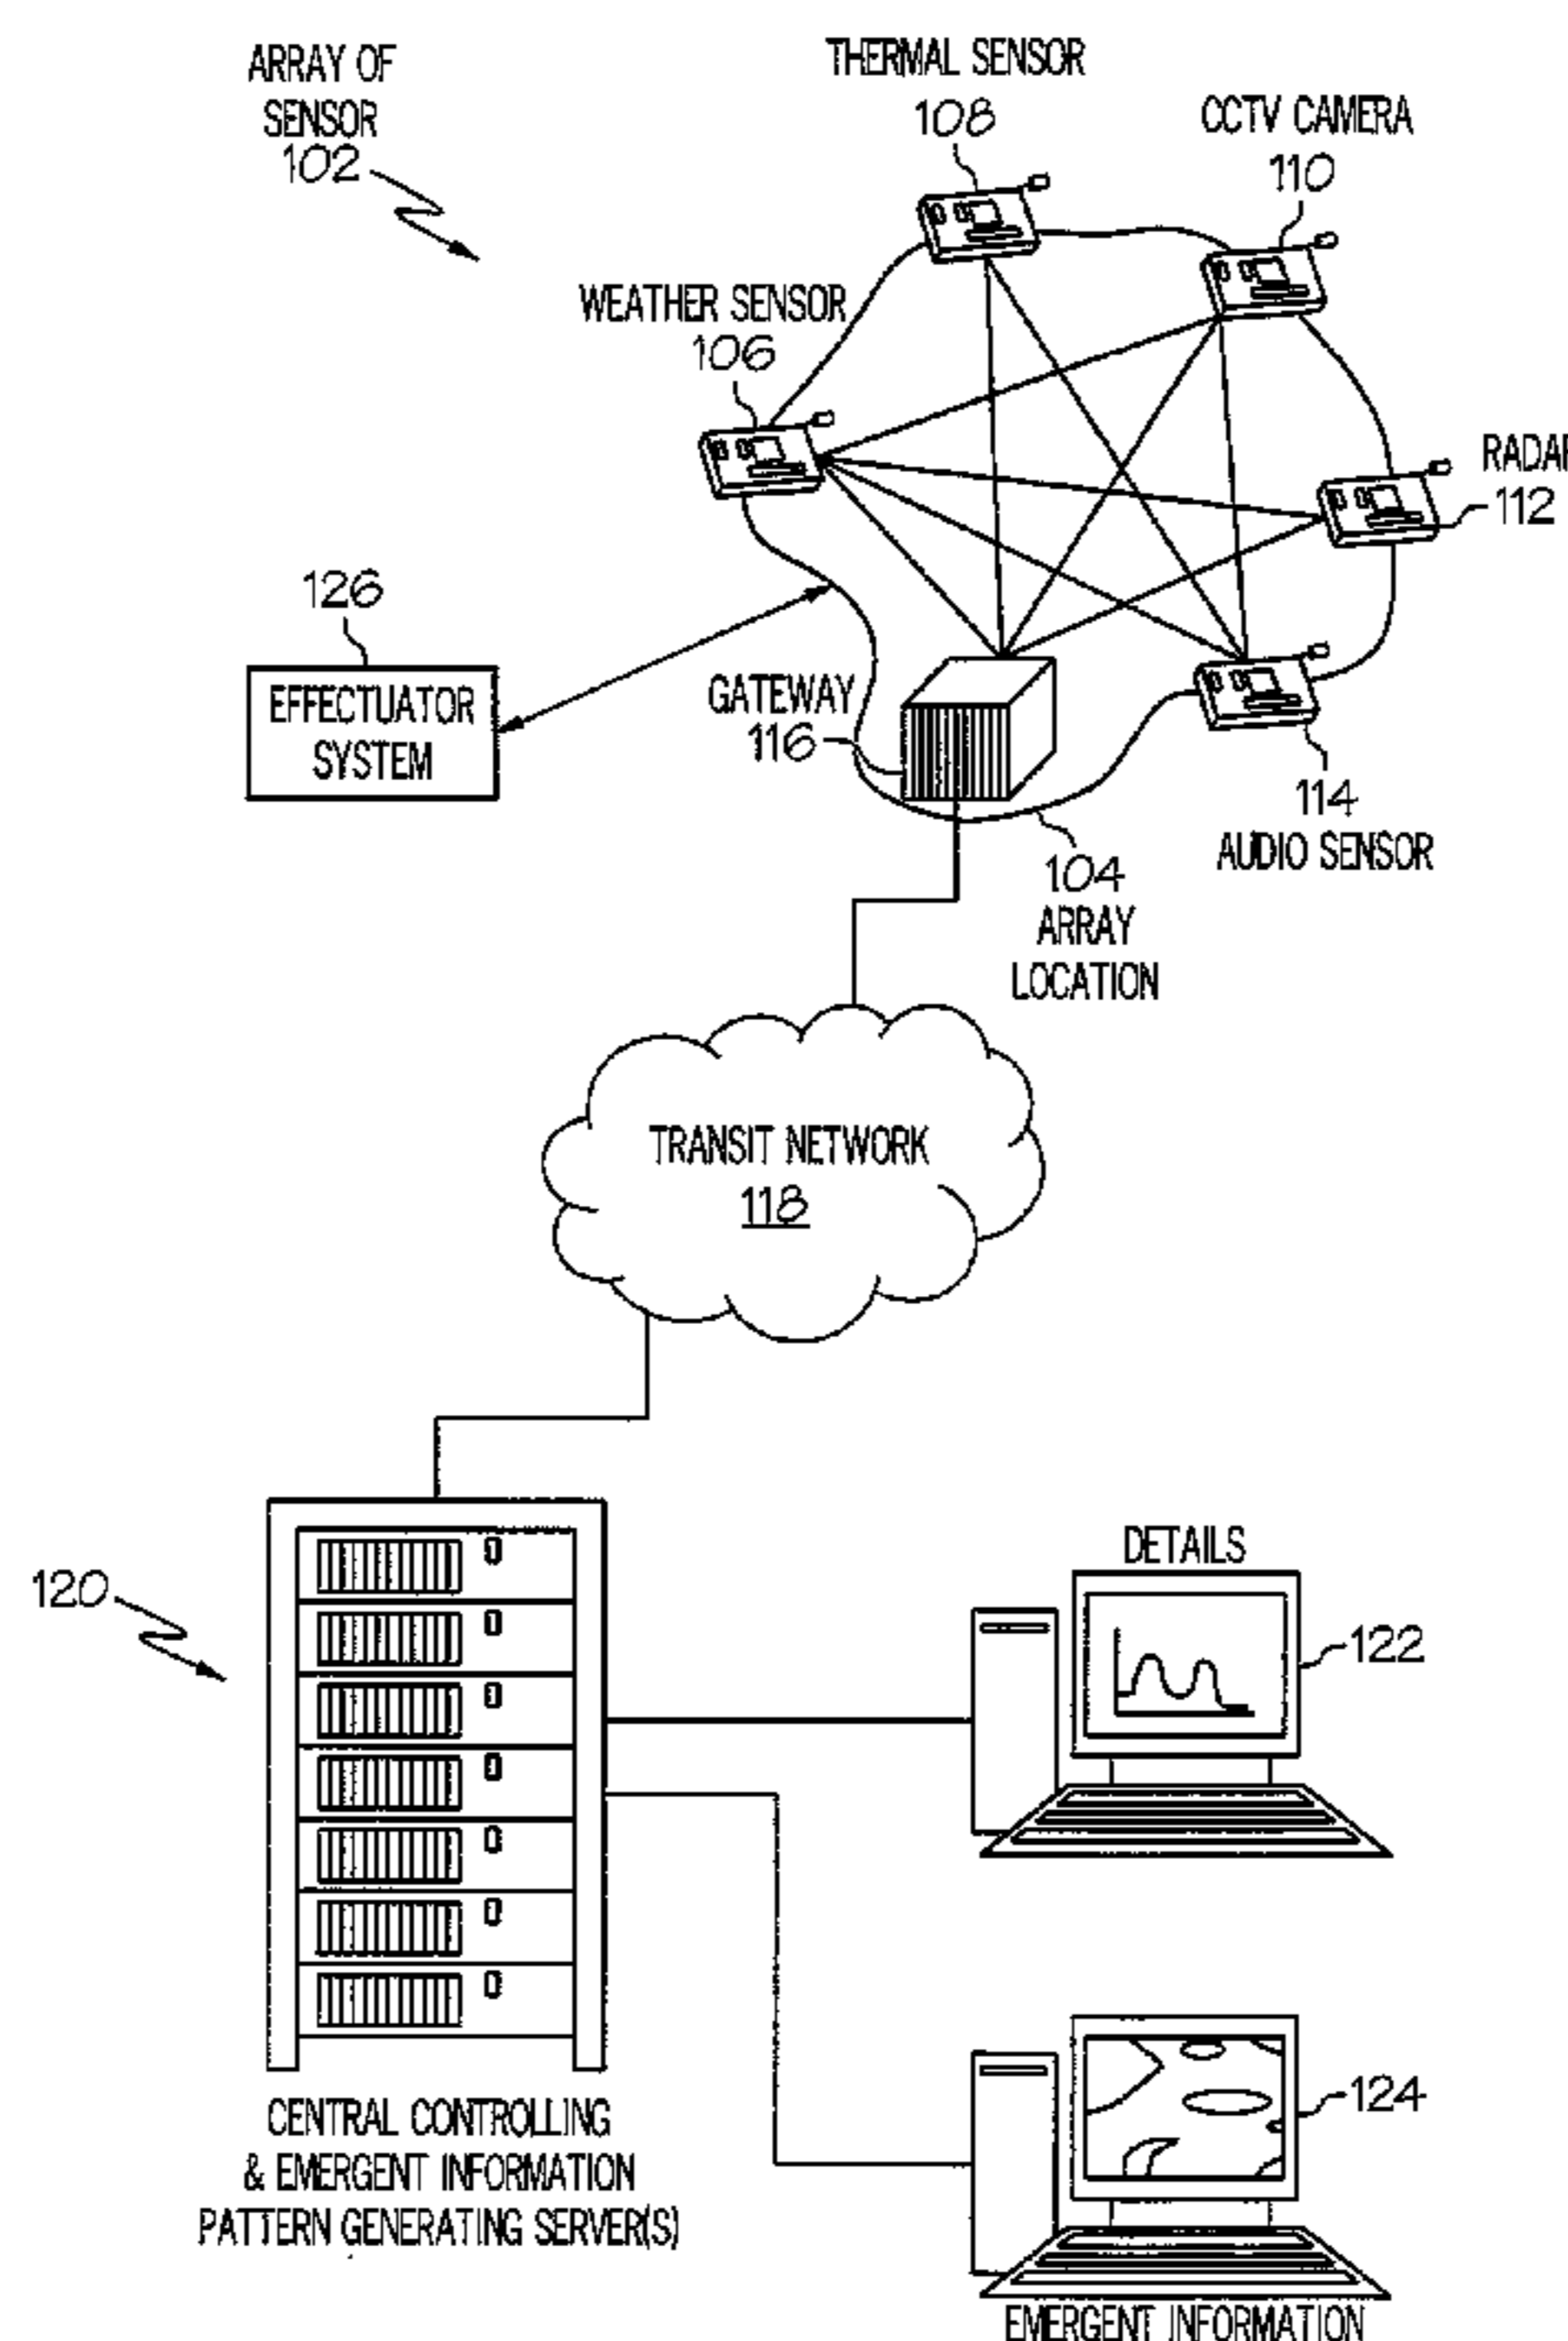 ARRAY OF
SENSOR
102
THERMAL SENSOR
108
CCTV CAMERA
110
WEATHER SENSOR
106
RADAR
112
126
EFFECTUATOR
SYSTEM
GATEWAY
116
114
AUDIO SENSOR
104
ARRAY
LOCATION
TRANSIT NETWORK
118
120
DETAILS
122
124
CENTRAL CONTROLLING
& EMERGENT INFORMATION
PATTERN GENERATING SERVER(S)
EMERGENT INFORMATION